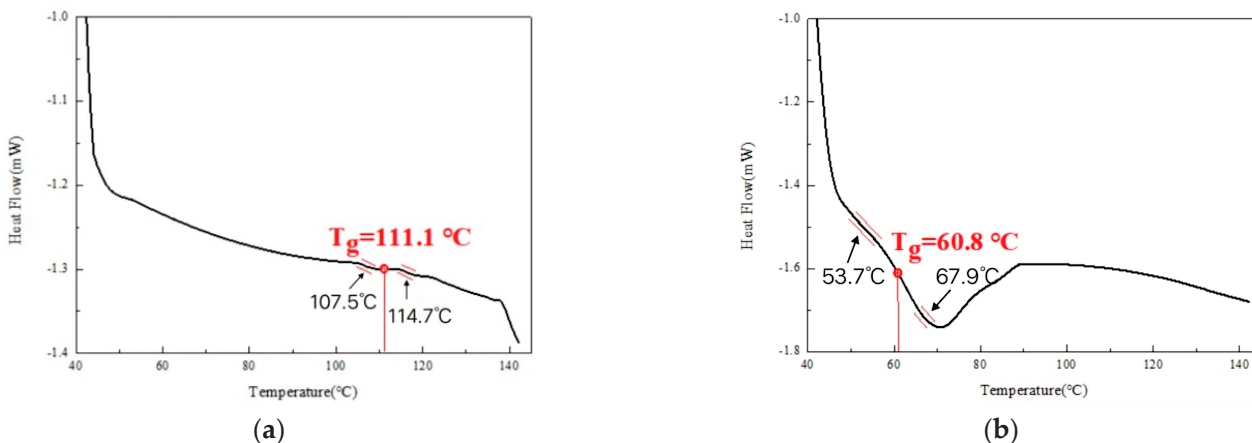 -1.0
-1.1
-1.2
-1.3
-1.4
Heat Flow(mW)
Tg=111.1 ℃
107.5℃
114.7℃
40 60 80 100 120 140
Temperature(℃)
(a)
-1.0
-1.2
-1.4
-1.6
-1.8
Heat Flow(mW)
Tg=60.8 ℃
53.7℃
67.9℃
40 60 80 100 120 140
Temperature(℃)
(b)